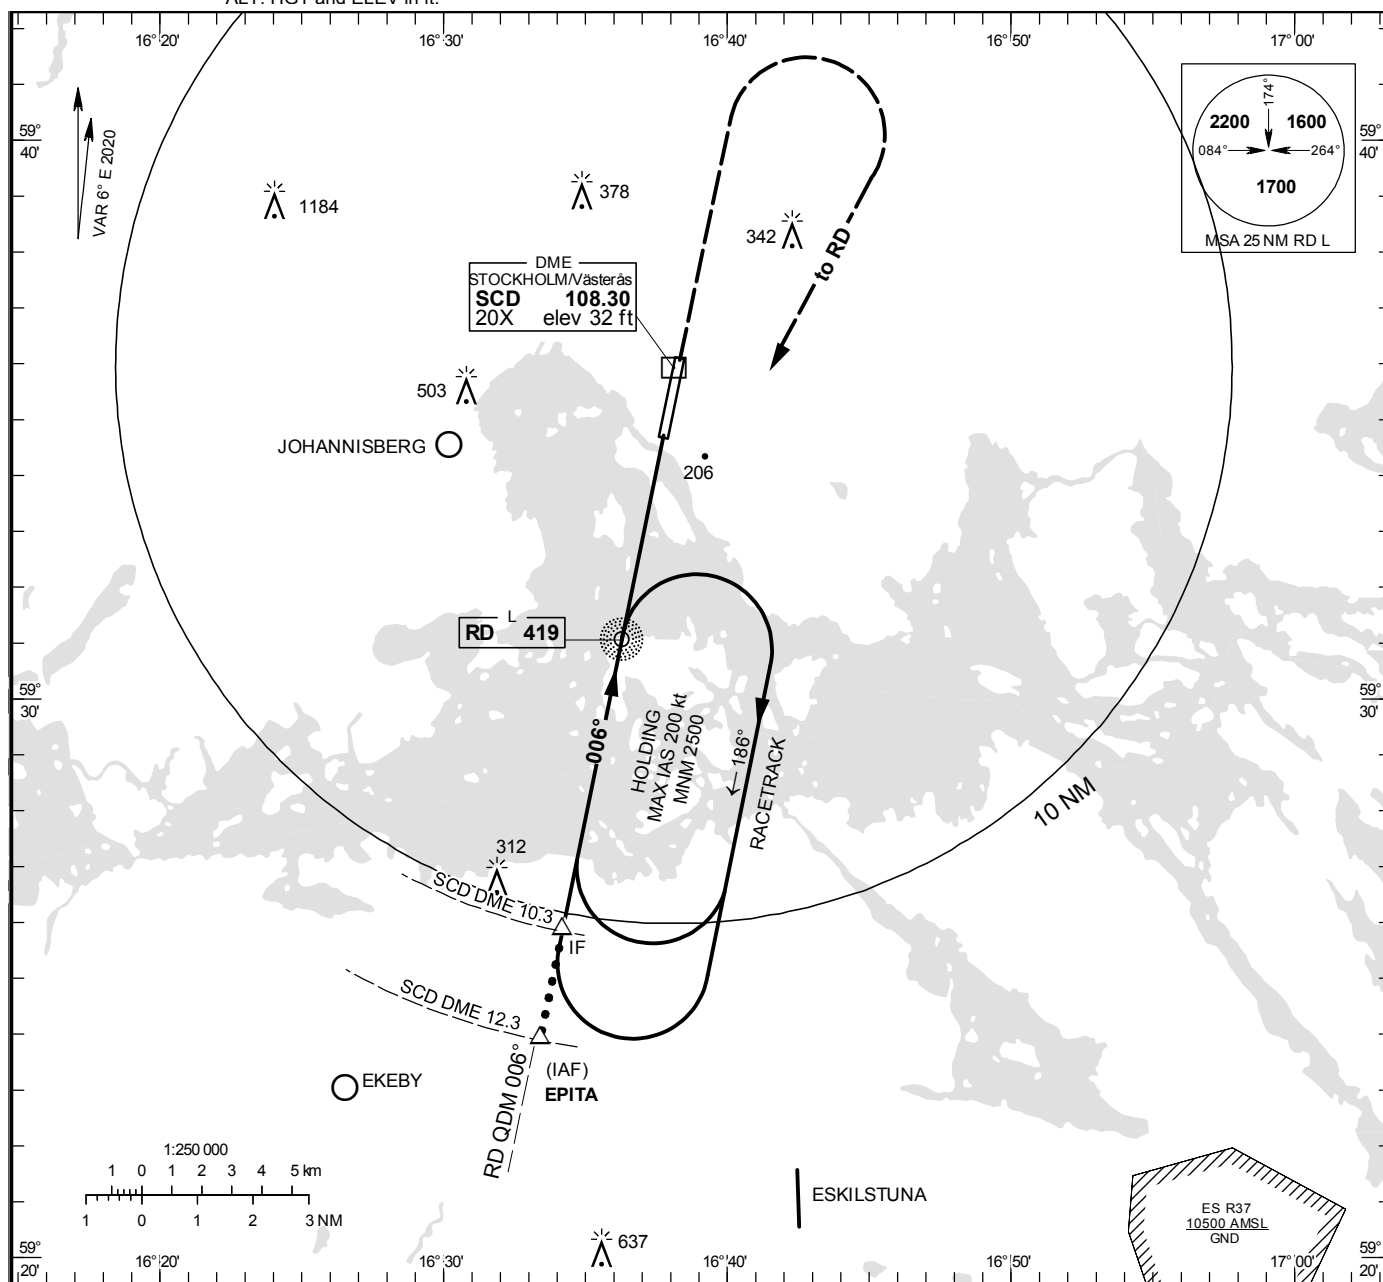 ALT. HGT and ELEV in ft.
16° 20' 16° 30' 16° 40' 16° 50' 17° 00'
59° 40'
VAR 6° E 2020
1184
378
342
to RD
174°
2200 1600
084° 264°
1700
MSA 25 NM RD L
59° 40'
DME
STOCKHOLM/Västerås
SCD 108.30
20X elev 32 ft
503
JOHANNISBERG
206
L
RD 419
59° 30'
006°
HOLDING
MAX IAS 200 kt
MNM 2500
186°
RACETRACK
59° 30'
10 NM
312
SCD DME 10.3
IF
SCD DME 12.3
(IAF)
EPITA
RD QDM 006°
EKEBY
1:250 000
1 0 1 2 3 4 5 km
1 0 1 2 3 NM
ESKILSTUNA
637
ES R37
10500 AMSL
GND
59° 20'
16° 20' 16° 30' 16° 40' 16° 50' 17° 00'
59° 20'